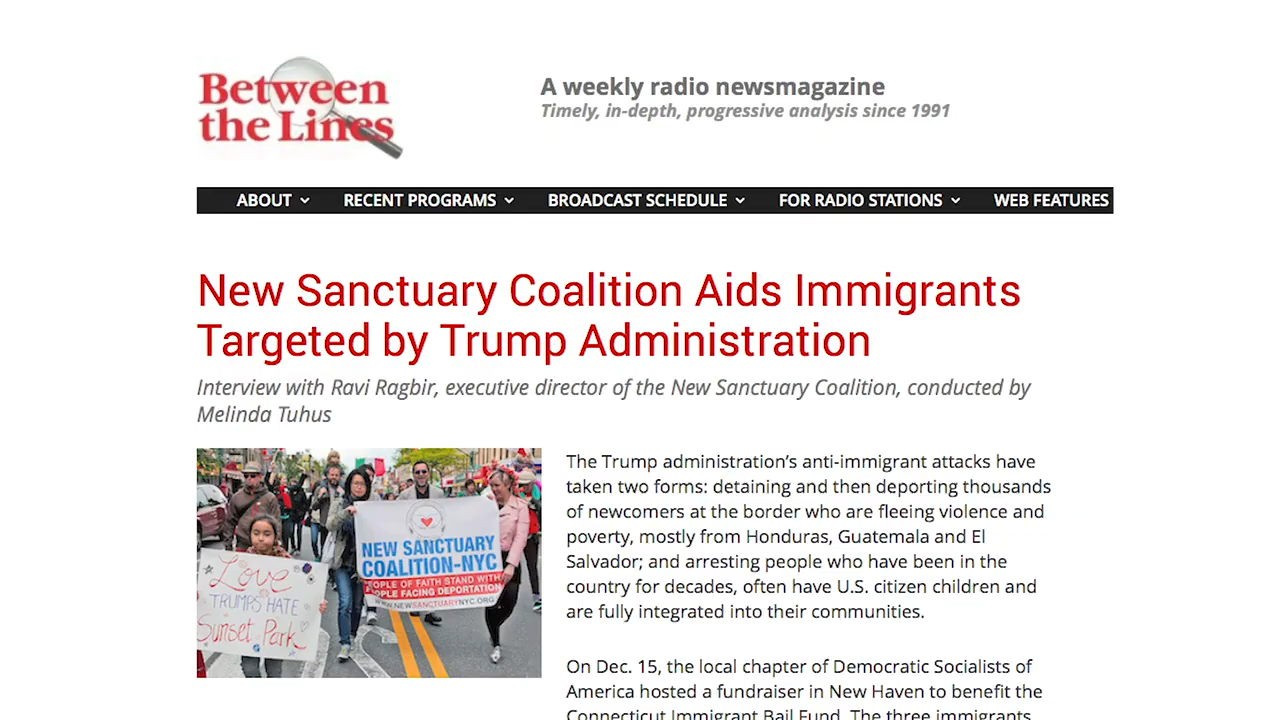 Between
the Lines
A weekly radio newsmagazine
Timely, in-depth, progressive analysis since 1991
ABOUT RECENT PROGRAMS BROADCAST SCHEDULE FOR RADIO STATIONS WEB FEATURES
New Sanctuary Coalition Aids Immigrants
Targeted by Trump Administration
Interview with Ravi Ragbir, executive director of the New Sanctuary Coalition, conducted by
Melinda Tuhus
Love
TRUMPS HATE
Sunset Park
NEW SANCTUARY
COALITION-NYC
PEOPLE OF FAITH STAND WITH
PEOPLE FACING DEPORTATION
WWW.NEWSANCTUARYNYC.ORG
The Trump administration’s anti-immigrant attacks have
taken two forms: detaining and then deporting thousands
of newcomers at the border who are fleeing violence and
poverty, mostly from Honduras, Guatemala and El
Salvador; and arresting people who have been in the
country for decades, often have U.S. citizen children and
are fully integrated into their communities.
On Dec. 15, the local chapter of Democratic Socialists of
America hosted a fundraiser in New Haven to benefit the
Connecticut Immigrant Bail Fund. The three immigrants